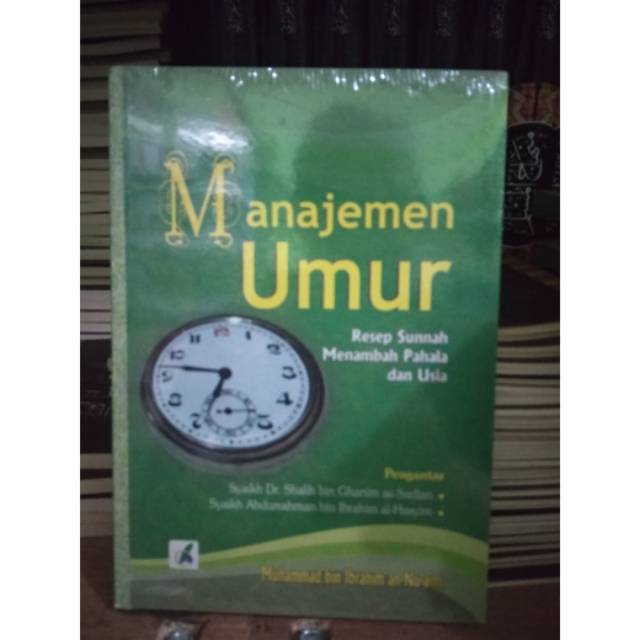 Manajemen
Umur
Resep Sunnah
Menambah Pahala
dan Usia
Pengantar
Syaikh Dr. Shalih bin Ghanim as-Sadlan •
Syaikh Abdurrahman bin Ibrahim al-Haqim •
Muhammad bin Ibrahim an-Nu'aim